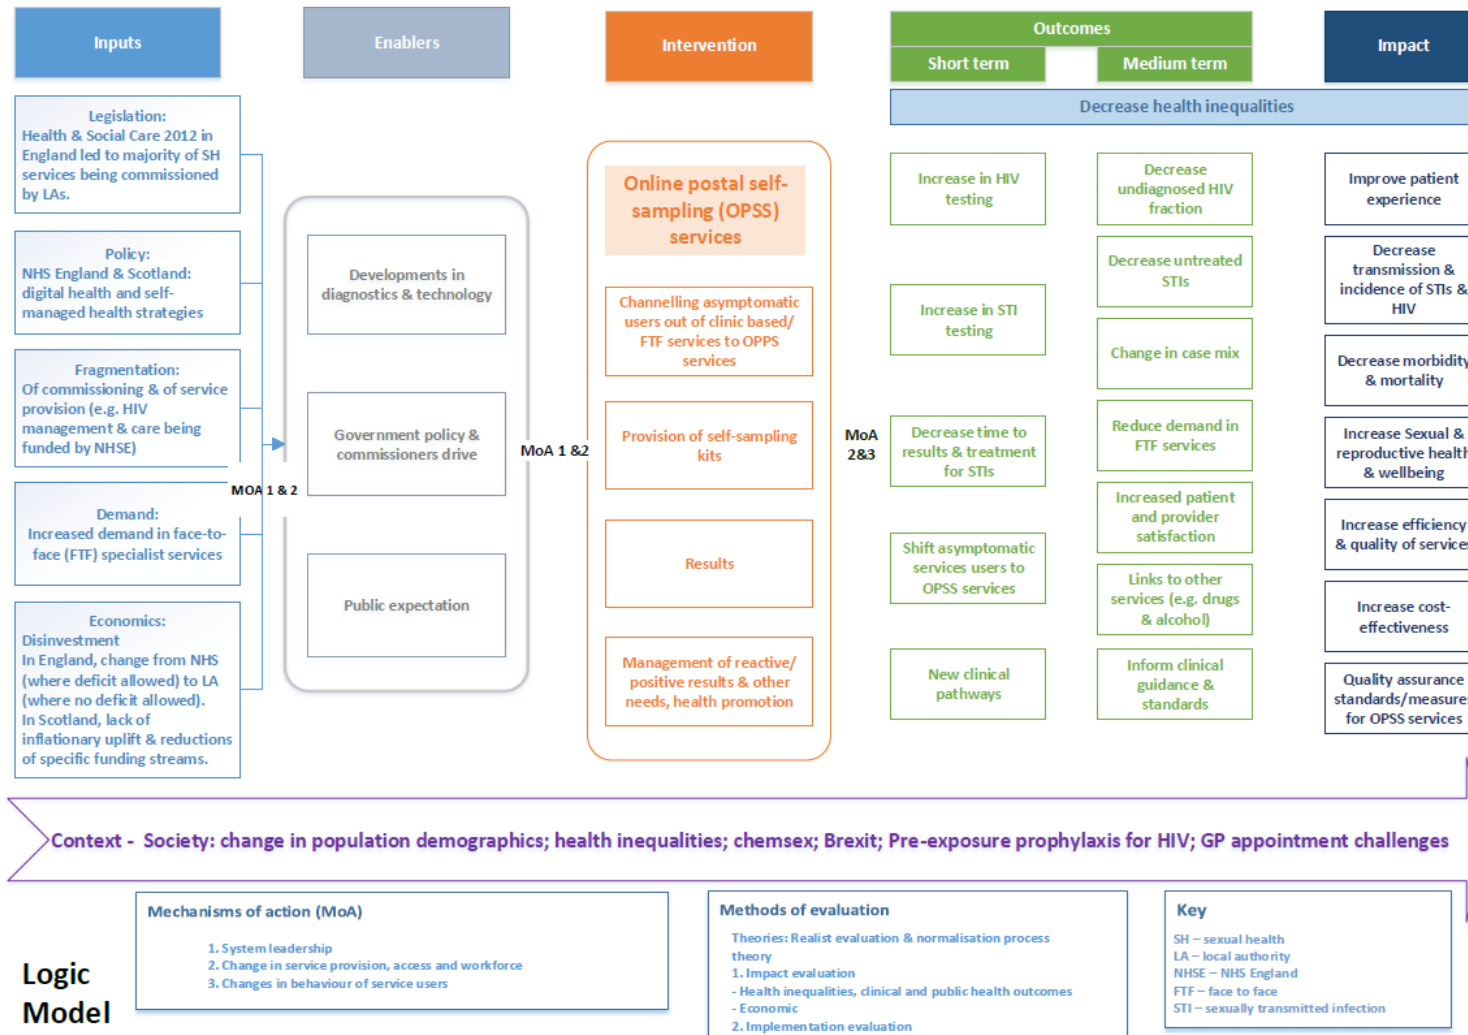 Inputs
Enablers
Intervention
Outcomes
Short term
Medium term
Impact
Decrease health inequalities
Legislation:
Health & Social Care 2012 in
England led to majority of SH
services being commissioned
by LAs.
Policy:
NHS England & Scotland:
digital health and self-
managed health strategies
Fragmentation:
Of commissioning & of service
provision (e.g. HIV
management & care being
funded by NHSE)
MOA 1 & 2
Demand:
Increased demand in face-to-
face (FTF) specialist services
Economics:
Disinvestment
In England, change from NHS
(where deficit allowed) to LA
(where no deficit allowed).
In Scotland, lack of
inflationary uplift & reductions
of specific funding streams.
Developments in
diagnostics & technology
Government policy &
commissioners drive
Public expectation
MoA 1 &2
Online postal self-
sampling (OPSS)
services
Channelling asymptomatic
users out of clinic based/
FTF services to OPPS
services
Provision of self-sampling
kits
Results
Management of reactive/
positive results & other
needs, health promotion
MoA
2&3
Increase in HIV
testing
Increase in STI
testing
Decrease time to
results & treatment
for STIs
Shift asymptomatic
services users to
OPSS services
New clinical
pathways
Decrease
undiagnosed HIV
fraction
Decrease untreated
STIs
Change in case mix
Reduce demand in
FTF services
Increased patient
and provider
satisfaction
Links to other
services (e.g. drugs
& alcohol)
Inform clinical
guidance &
standards
Improve patient
experience
Decrease
transmission &
incidence of STIs &
HIV
Decrease morbidity
& mortality
Increase Sexual &
reproductive health
& wellbeing
Increase efficiency
& quality of services
Increase cost-
effectiveness
Quality assurance
standards/measures
for OPSS services
Context - Society: change in population demographics; health inequalities; chemsex; Brexit; Pre-exposure prophylaxis for HIV; GP appointment challenges
Logic
Model
Mechanisms of action (MoA)
1. System leadership
2. Change in service provision, access and workforce
3. Changes in behaviour of service users
Methods of evaluation
Theories: Realist evaluation & normalisation process
theory
1. Impact evaluation
- Health inequalities, clinical and public health outcomes
- Economic
2. Implementation evaluation
Key
SH – sexual health
LA – local authority
NHSE – NHS England
FTF – face to face
STI – sexually transmitted infection